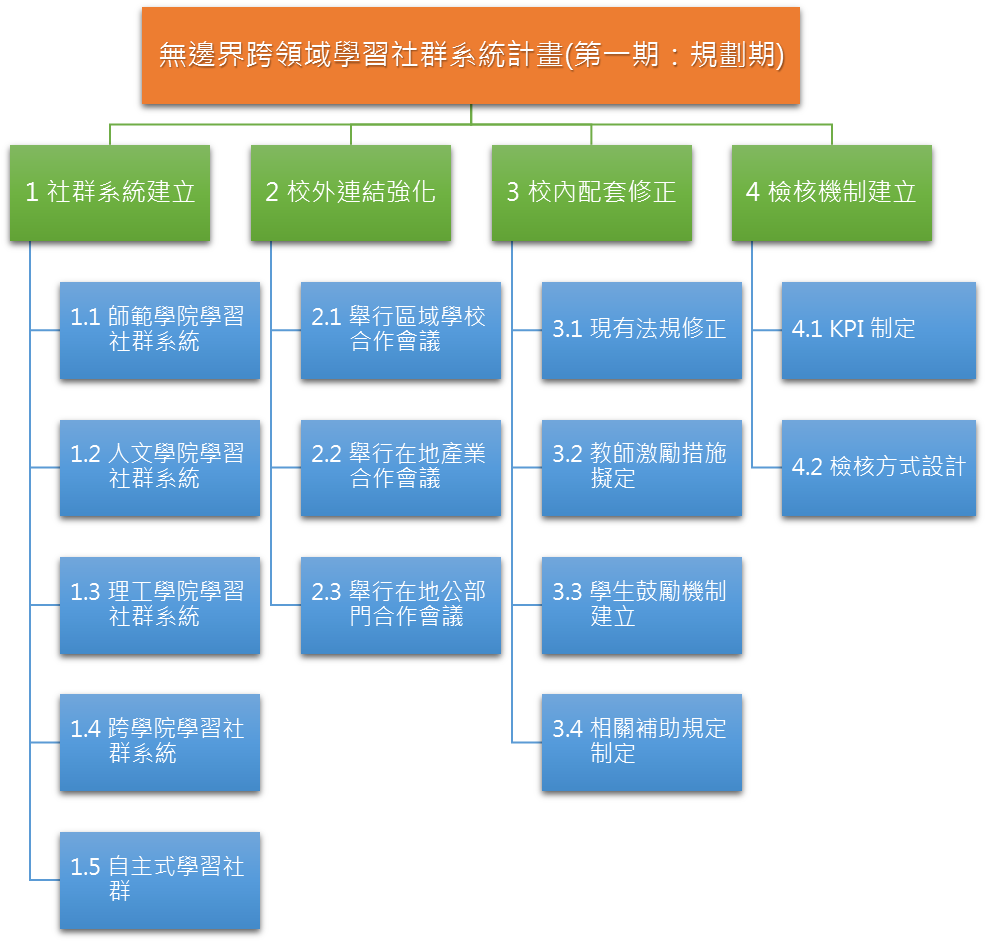 無邊界跨領域學習社群系統計畫(第一期：規劃期)
1 社群系統建立
2 校外連結強化
3 校內配套修正
4 檢核機制建立
1.1 師範學院學習
社群系統
1.2 人文學院學習
社群系統
1.3 理工學院學習
社群系統
1.4 跨學院學習社
群系統
1.5 自主式學習社
群
2.1 舉行區域學校
合作會議
2.2 舉行在地產業
合作會議
2.3 舉行在地公部
門合作會議
3.1 現有法規修正
3.2 教師激勵措施
擬定
3.3 學生鼓勵機制
建立
3.4 相關補助規定
制定
4.1 KPI 制定
4.2 檢核方式設計